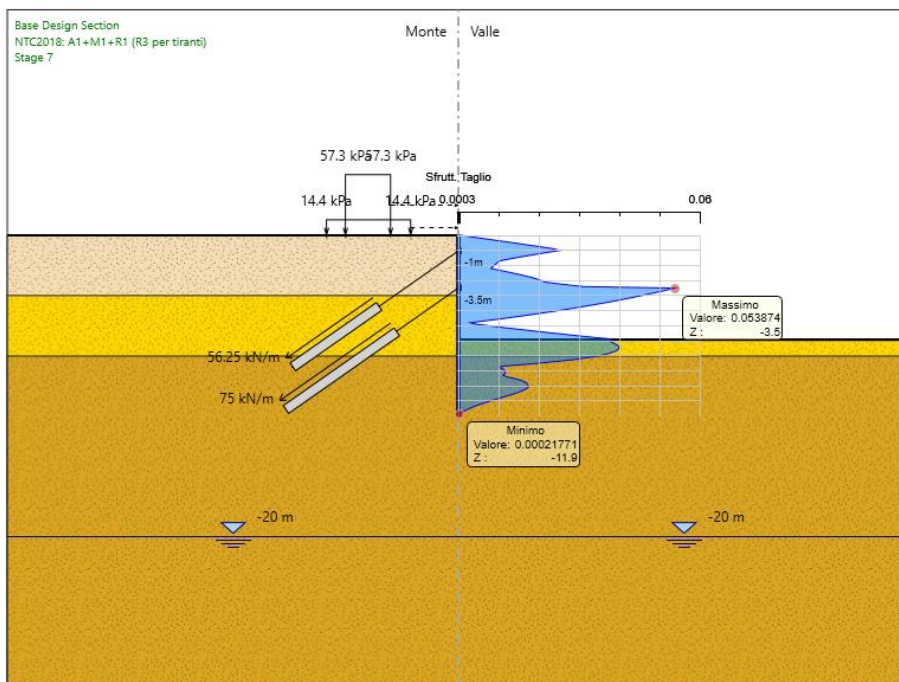 Base Design Section
NTC2018: A1+M1+R1 (R3 per tiranti)
Stage 7
Monte
Valle
57.3 kPa
57.3 kPa
Sfrutt. Taglio
14.4 kPa
14.4 kPa
0.0003
0.06
-1m
-3.5m
Massimo
Valore: 0.053874
Z : -3.5
56.25 kN/m
75 kN/m
Minimo
Valore: 0.00021771
Z : -11.9
-20 m
-20 m